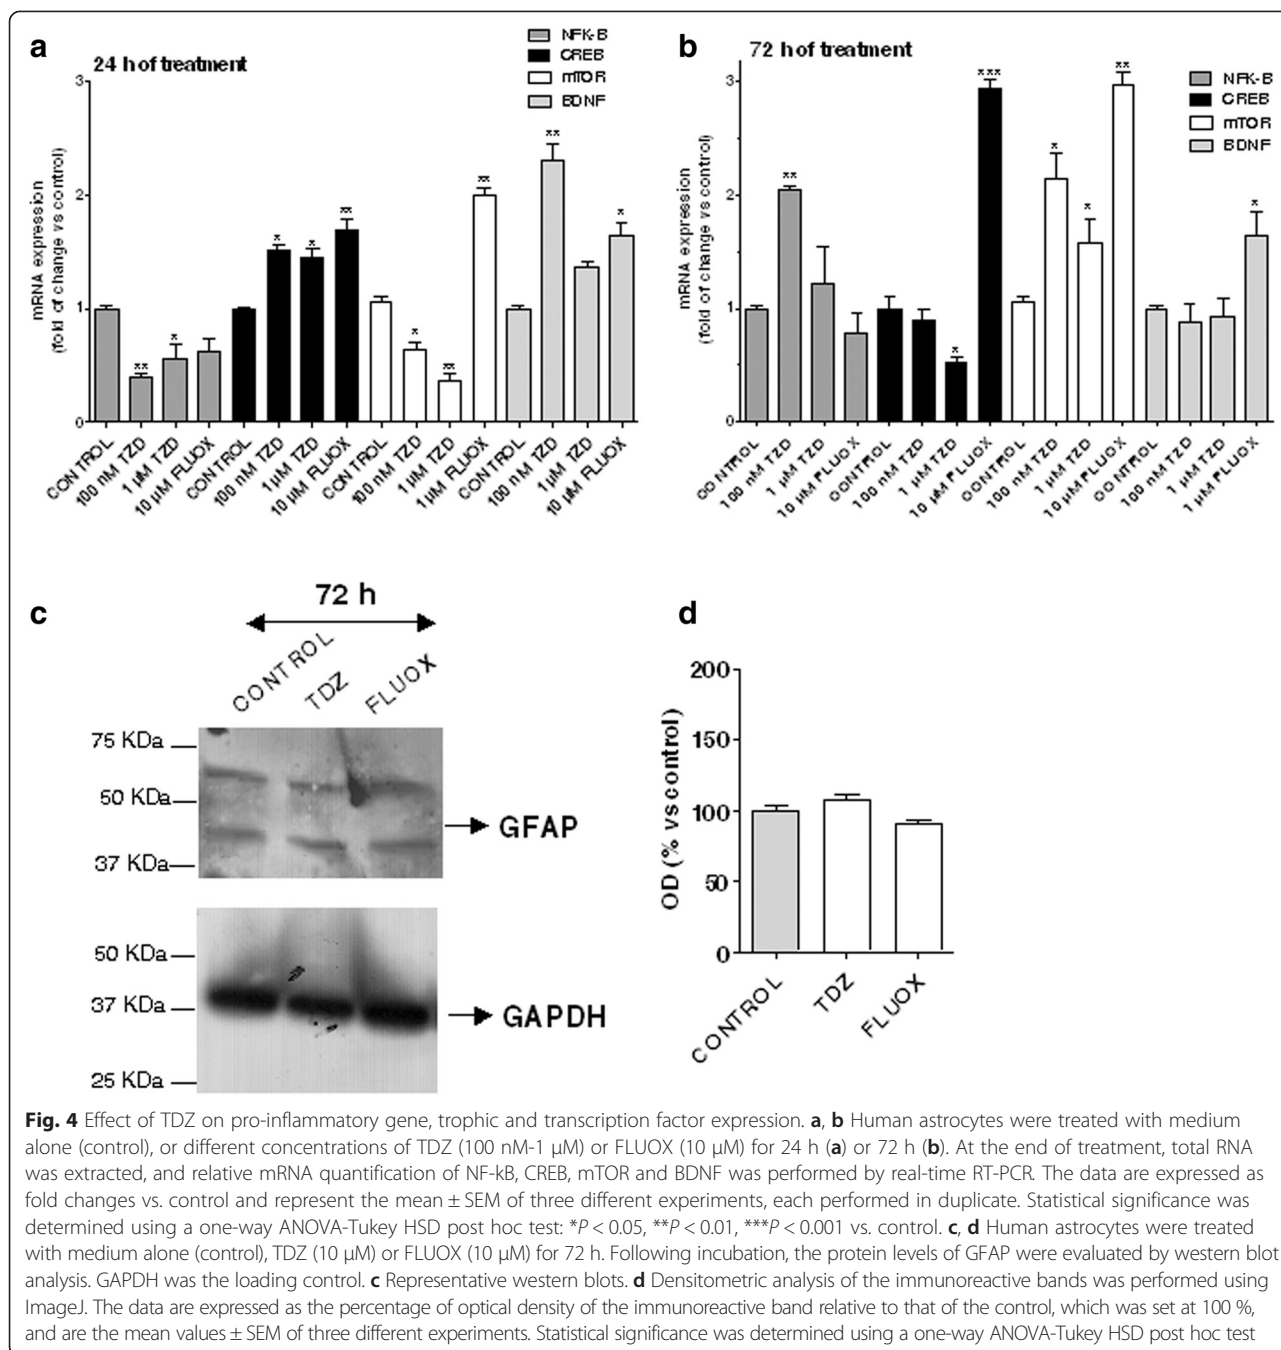 a
24 h of treatment
NFK-B
CREB
mTOR
BDNF
mRNA expression
(fold of change vs control)
3
2
1
0
**
*
*
*
**
*
**
**
**
*
CONTROL
100 nM TZD
1 µM TZD
10 µM FLUOX
CONTROL
100 nM TZD
1 µM TZD
10 µM FLUOX
CONTROL
100 nM TZD
1 µM TZD
1 µM FLUOX
CONTROL
100 nM TZD
1 µM TZD
10 µM FLUOX
b
72 h of treatment
NFK-B
CREB
mTOR
BDNF
mRNA expression
(fold of change vs control)
3
2
1
0
**
*
***
*
*
**
*
CONTROL
100 nM TZD
1 µM TZD
10 µM FLUOX
CONTROL
100 nM TZD
1 µM TZD
10 µM FLUOX
CONTROL
100 nM TZD
1 µM TZD
10 µM FLUOX
CONTROL
100 nM TZD
1 µM TZD
1 µM FLUOX
c
72 h
CONTROL
TDZ
FLUOX
75 KDa
50 KDa
37 KDa
GFAP
50 KDa
37 KDa
25 KDa
GAPDH
d
OD (% vs control)
200
150
100
50
0
CONTROL
TDZ
FLUOX
Fig. 4 Effect of TDZ on pro-inflammatory gene, trophic and transcription factor expression. a, b Human astrocytes were treated with medium
alone (control), or different concentrations of TDZ (100 nM-1 µM) or FLUOX (10 µM) for 24 h (a) or 72 h (b). At the end of treatment, total RNA
was extracted, and relative mRNA quantification of NF-kB, CREB, mTOR and BDNF was performed by real-time RT-PCR. The data are expressed as
fold changes vs. control and represent the mean ± SEM of three different experiments, each performed in duplicate. Statistical significance was
determined using a one-way ANOVA-Tukey HSD post hoc test: *P < 0.05, **P < 0.01, ***P < 0.001 vs. control. c, d Human astrocytes were treated
with medium alone (control), TDZ (10 µM) or FLUOX (10 µM) for 72 h. Following incubation, the protein levels of GFAP were evaluated by western blot
analysis. GAPDH was the loading control. c Representative western blots. d Densitometric analysis of the immunoreactive bands was performed using
ImageJ. The data are expressed as the percentage of optical density of the immunoreactive band relative to that of the control, which was set at 100 %,
and are the mean values ± SEM of three different experiments. Statistical significance was determined using a one-way ANOVA-Tukey HSD post hoc test